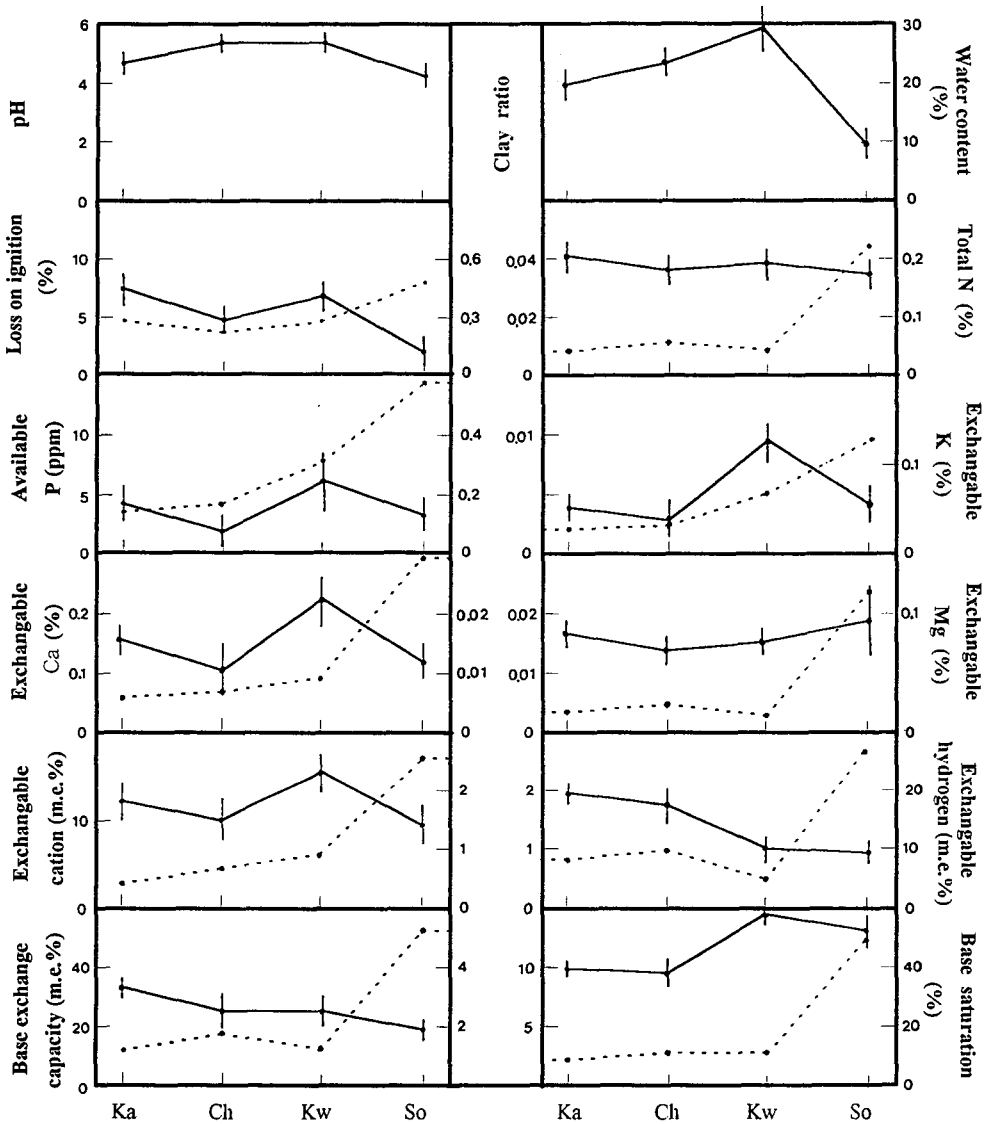 6
4
2
0
pH
Clay ratio
30
20
10
0
Water content
(%)
10
5
0
Loss on ignition
(%)
0,6
0,3
0
0,04
0,02
0
0,2
0,1
0
Total N (%)
10
5
0
Available
P (ppm)
0,4
0,2
0
0,01
0
0,1
0
Exchangable
K (%)
0,2
0,1
0
Exchangable
Ca (%)
0,02
0,01
0
0,02
0,01
0
0,1
0
Exchangable
Mg (%)
10
0
Exchangable
cation (m.e.%)
2
1
0
2
1
0
20
10
0
Exchangable
hydrogen (m.e.%)
40
20
0
Base exchange
capacity (m.e.%)
4
2
10
5
40
20
0
Base saturation
(%)
Ka Ch Kw So
Ka Ch Kw So